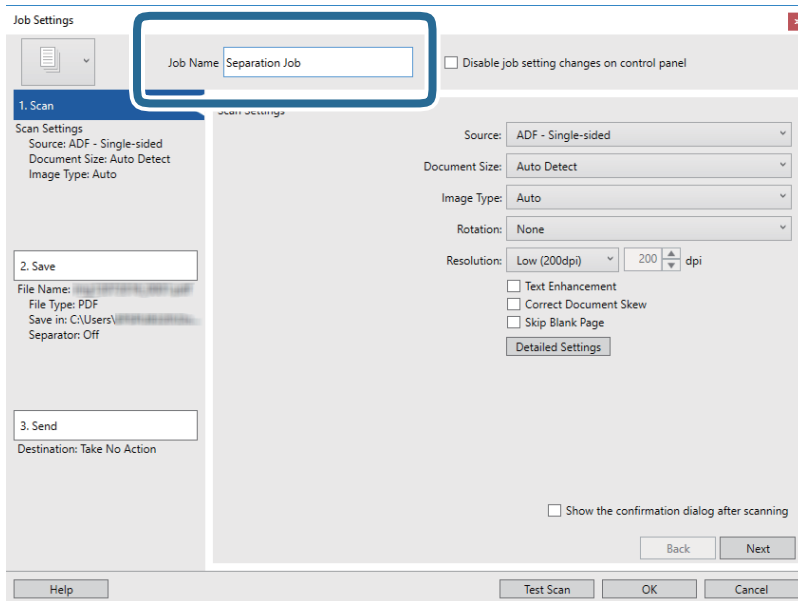 Job Settings
Job Name Separation Job
Disable job setting changes on control panel
1. Scan
Scan Settings
Source: ADF - Single-sided
Document Size: Auto Detect
Image Type: Auto
2. Save
File Name:
File Type: PDF
Save in: C:\Users\
Separator: Off
3. Send
Destination: Take No Action
Scan Settings
Source: ADF - Single-sided
Document Size: Auto Detect
Image Type: Auto
Rotation: None
Resolution: Low (200dpi) 200 dpi
Text Enhancement
Correct Document Skew
Skip Blank Page
Detailed Settings
Show the confirmation dialog after scanning
Back Next
Help Test Scan OK Cancel